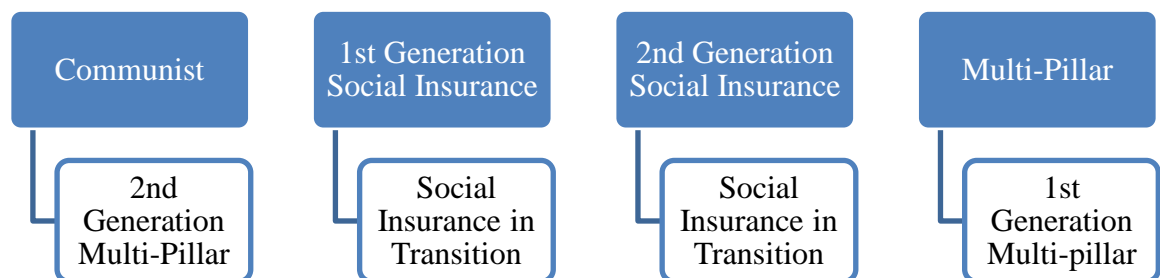 Communist
1st Generation
Social Insurance
2nd Generation
Social Insurance
Multi-Pillar
2nd
Generation
Multi-Pillar
Social
Insurance in
Transition
Social
Insurance in
Transition
1st
Generation
Multi-pillar